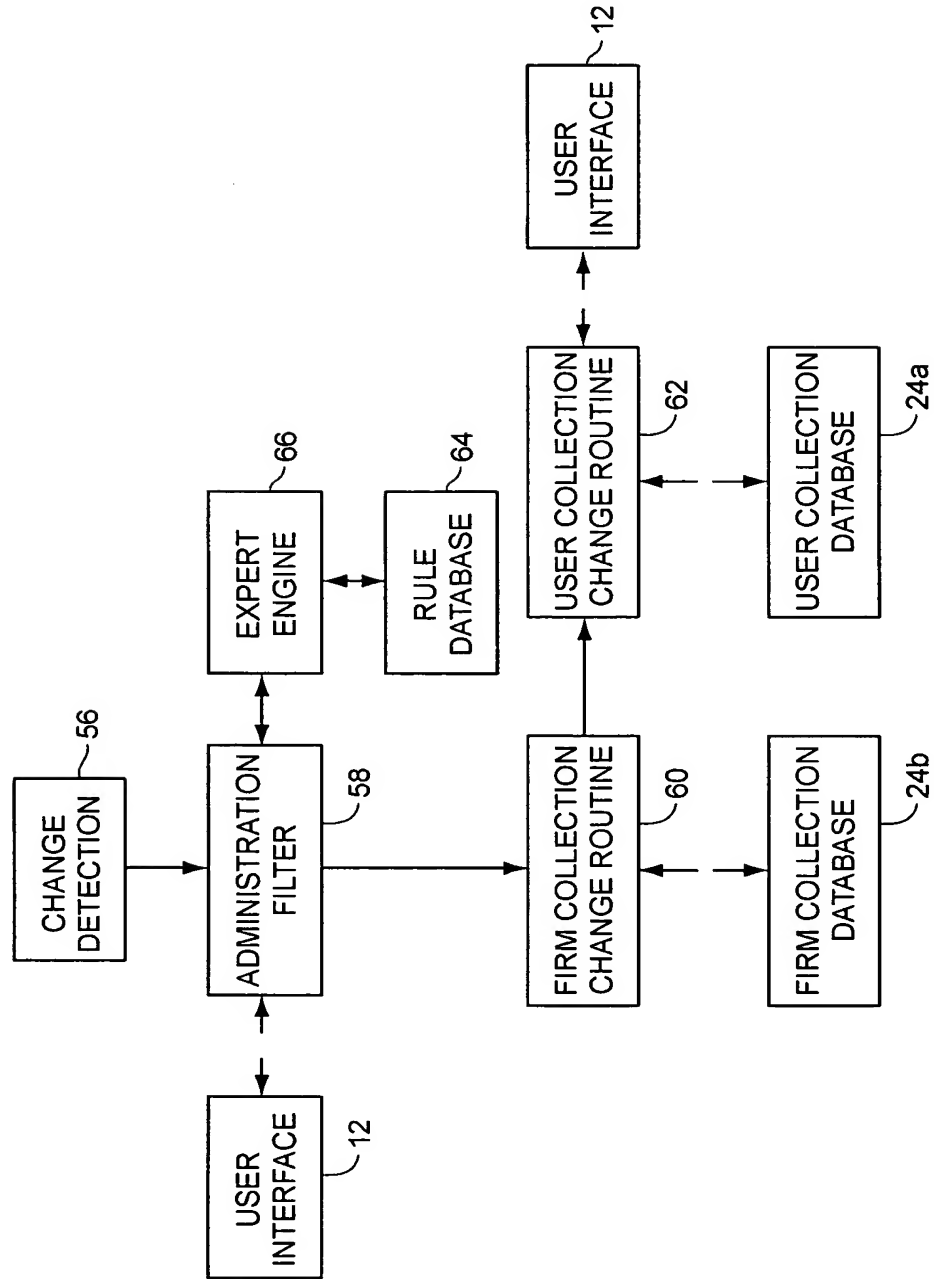 CHANGE
DETECTION
56
USER
INTERFACE
12
ADMINISTRATION
FILTER
58
EXPERT
ENGINE
66
RULE
DATABASE
64
FIRM COLLECTION
CHANGE ROUTINE
60
USER COLLECTION
CHANGE ROUTINE
62
USER
INTERFACE
12
FIRM COLLECTION
DATABASE
24b
USER COLLECTION
DATABASE
24a